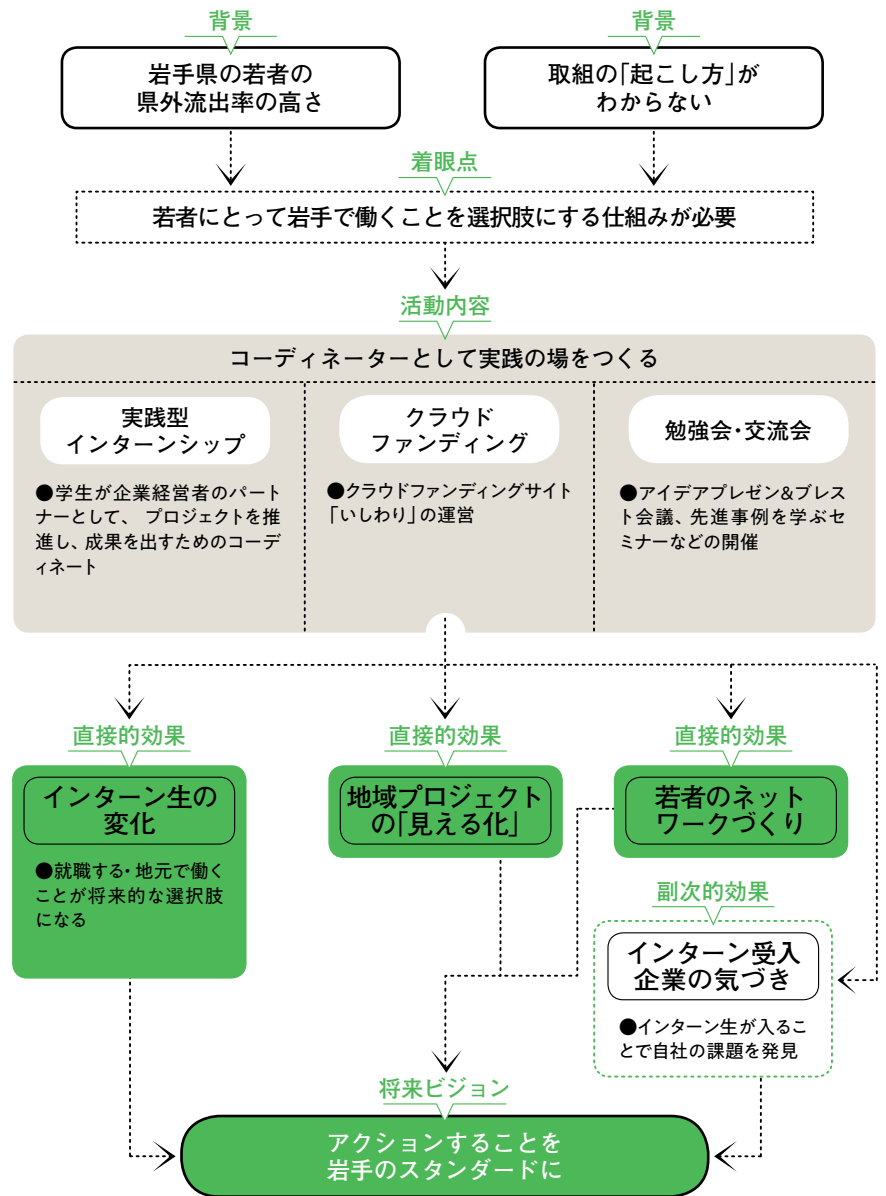 背景
岩手県の若者の
県外流出率の高さ
背景
取組の「起こし方」が
わからない
着眼点
若者にとって岩手で働くことを選択肢にする仕組みが必要
活動内容
コーディネーターとして実践の場をつくる
実践型
インターンシップ
●学生が企業経営者のパート
ナーとして、 プロジェクトを推
進し、成果を出すためのコーデ
ィネート
クラウド
ファンディング
●クラウドファンディングサイト
「いしわり」の運営
勉強会・交流会
●アイデアプレゼン&ブレス
ト会議、先進事例を学ぶセ
ミナーなどの開催
直接的効果
インターン生の
変化
●就職する・地元で働く
ことが将来的な選択肢
になる
直接的効果
地域プロジェクト
の「見える化」
直接的効果
若者のネット
ワークづくり
副次的効果
インターン受入
企業の気づき
●インターン生が入るこ
とで自社の課題を発見
将来ビジョン
アクションすることを
岩手のスタンダードに